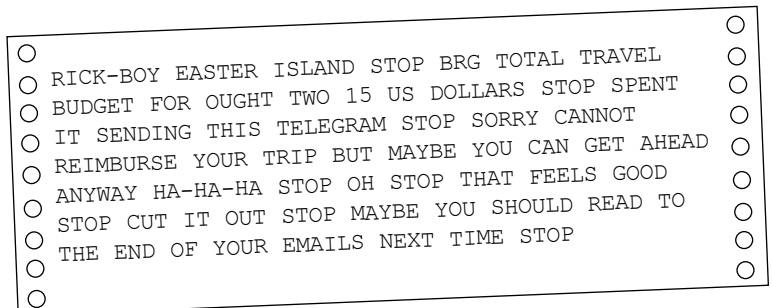 RICK-BOY EASTER ISLAND STOP BRG TOTAL TRAVEL
BUDGET FOR OUGHT TWO 15 US DOLLARS STOP SPENT
IT SENDING THIS TELEGRAM STOP SORRY CANNOT
REIMBURSE YOUR TRIP BUT MAYBE YOU CAN GET AHEAD
ANYWAY HA-HA-HA STOP OH STOP THAT FEELS GOOD
STOP CUT IT OUT STOP MAYBE YOU SHOULD READ TO
THE END OF YOUR EMAILS NEXT TIME STOP